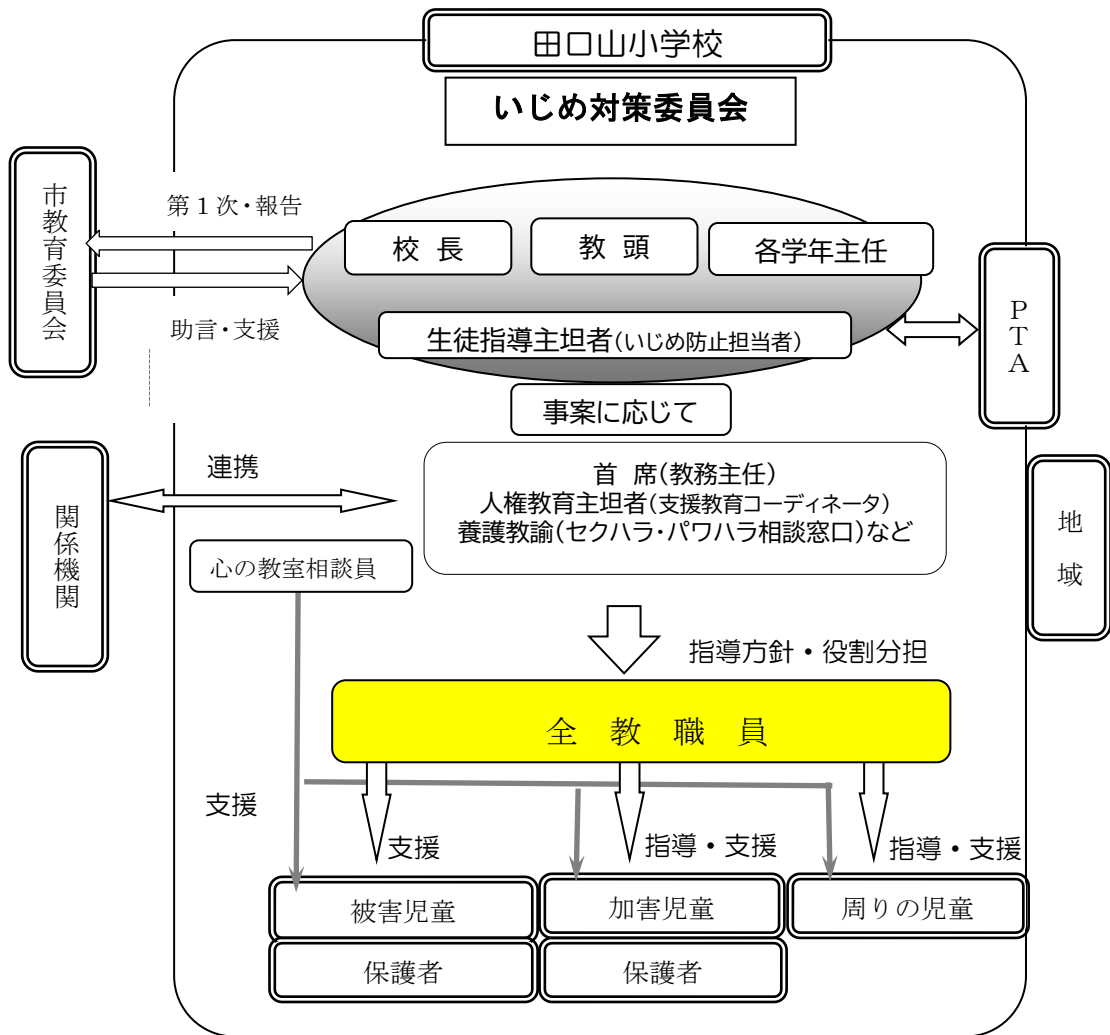 田口山小学校
いじめ対策委員会
市教育委員会
第1次・報告
助言・支援
校 長
教 頭
各学年主任
生徒指導主坦者(いじめ防止担当者)
PTA
事案に応じて
関係機関
連携
首 席(教務主任)
人権教育主坦者(支援教育コーディネータ)
養護教諭(セクハラ・パワハラ相談窓口)など
地 域
心の教室相談員
指導方針・役割分担
全 教 職 員
支援
支援
指導・支援
指導・支援
被害児童
加害児童
周りの児童
保護者
保護者